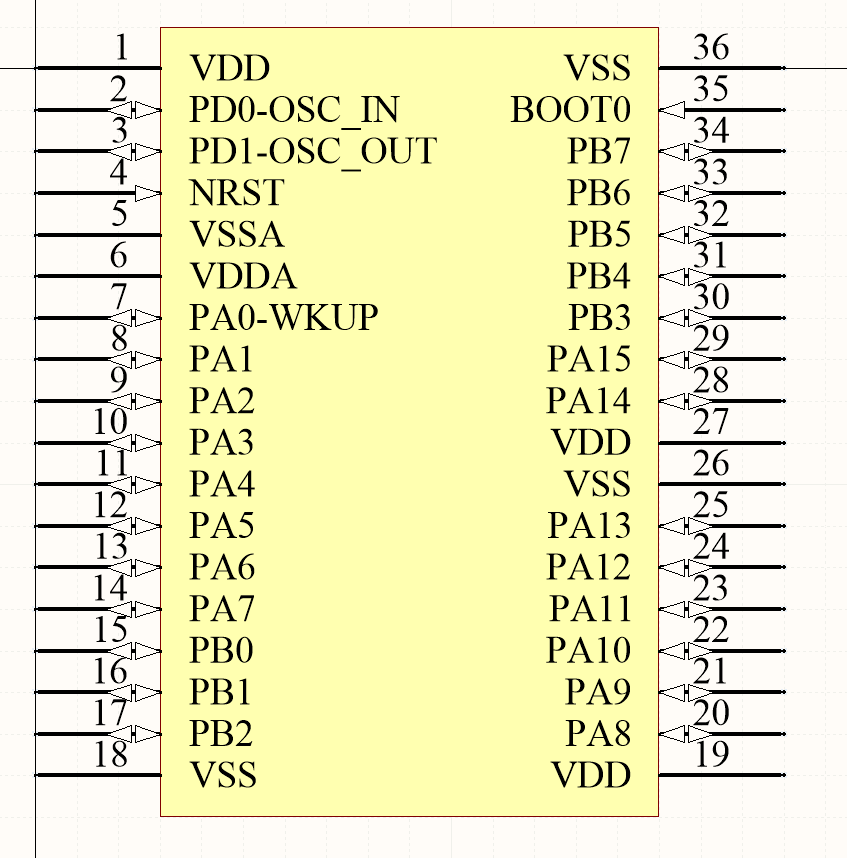 1 VDD VSS 36
2 PD0-OSC_IN BOOT0 35
3 PD1-OSC_OUT PB7 34
4 NRST PB6 33
5 VSSA PB5 32
6 VDDA PB4 31
7 PA0-WKUP PB3 30
8 PA1 PA15 29
9 PA2 PA14 28
10 PA3 VDD 27
11 PA4 VSS 26
12 PA5 PA13 25
13 PA6 PA12 24
14 PA7 PA11 23
15 PB0 PA10 22
16 PB1 PA9 21
17 PB2 PA8 20
18 VSS VDD 19